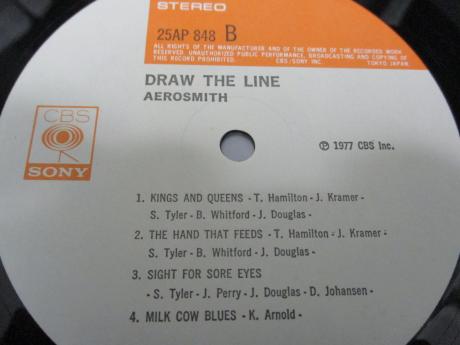 STEREO
25AP 848 B
ALL RIGHTS OF THE MANUFACTURER AND OF THE OWNER OF THE RECORDED WORK
RESERVED. UNAUTHORIZED PUBLIC PERFORMANCE, BROADCASTING AND COPYING OF
THIS RECORD PROHIBITED. CBS/SONY INC. TOKYO JAPAN
DRAW THE LINE
AEROSMITH
CBS
SONY
℗ 1977 CBS Inc.
1. KINGS AND QUEENS - T. Hamilton - J. Kramer -
S. Tyler - B. Whitford - J. Douglas -
2. THE HAND THAT FEEDS - T. Hamilton - J. Kramer -
S. Tyler - B. Whitford - J. Douglas -
3. SIGHT FOR SORE EYES
- S. Tyler - J. Perry - J. Douglas - D. Johansen -
4. MILK COW BLUES - K. Arnold -